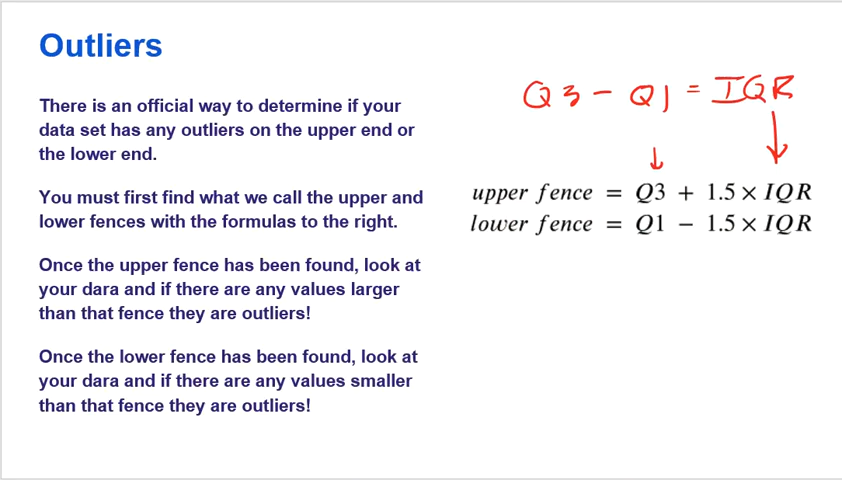 Outliers
There is an official way to determine if your
data set has any outliers on the upper end or
the lower end.
You must first find what we call the upper and
lower fences with the formulas to the right.
Once the upper fence has been found, look at
your dara and if there are any values larger
than that fence they are outliers!
Once the lower fence has been found, look at
your dara and if there are any values smaller
than that fence they are outliers!
Q3 - Q1 = IQR
upper fence = Q3 + 1.5 × IQR
lower fence = Q1 − 1.5 × IQR